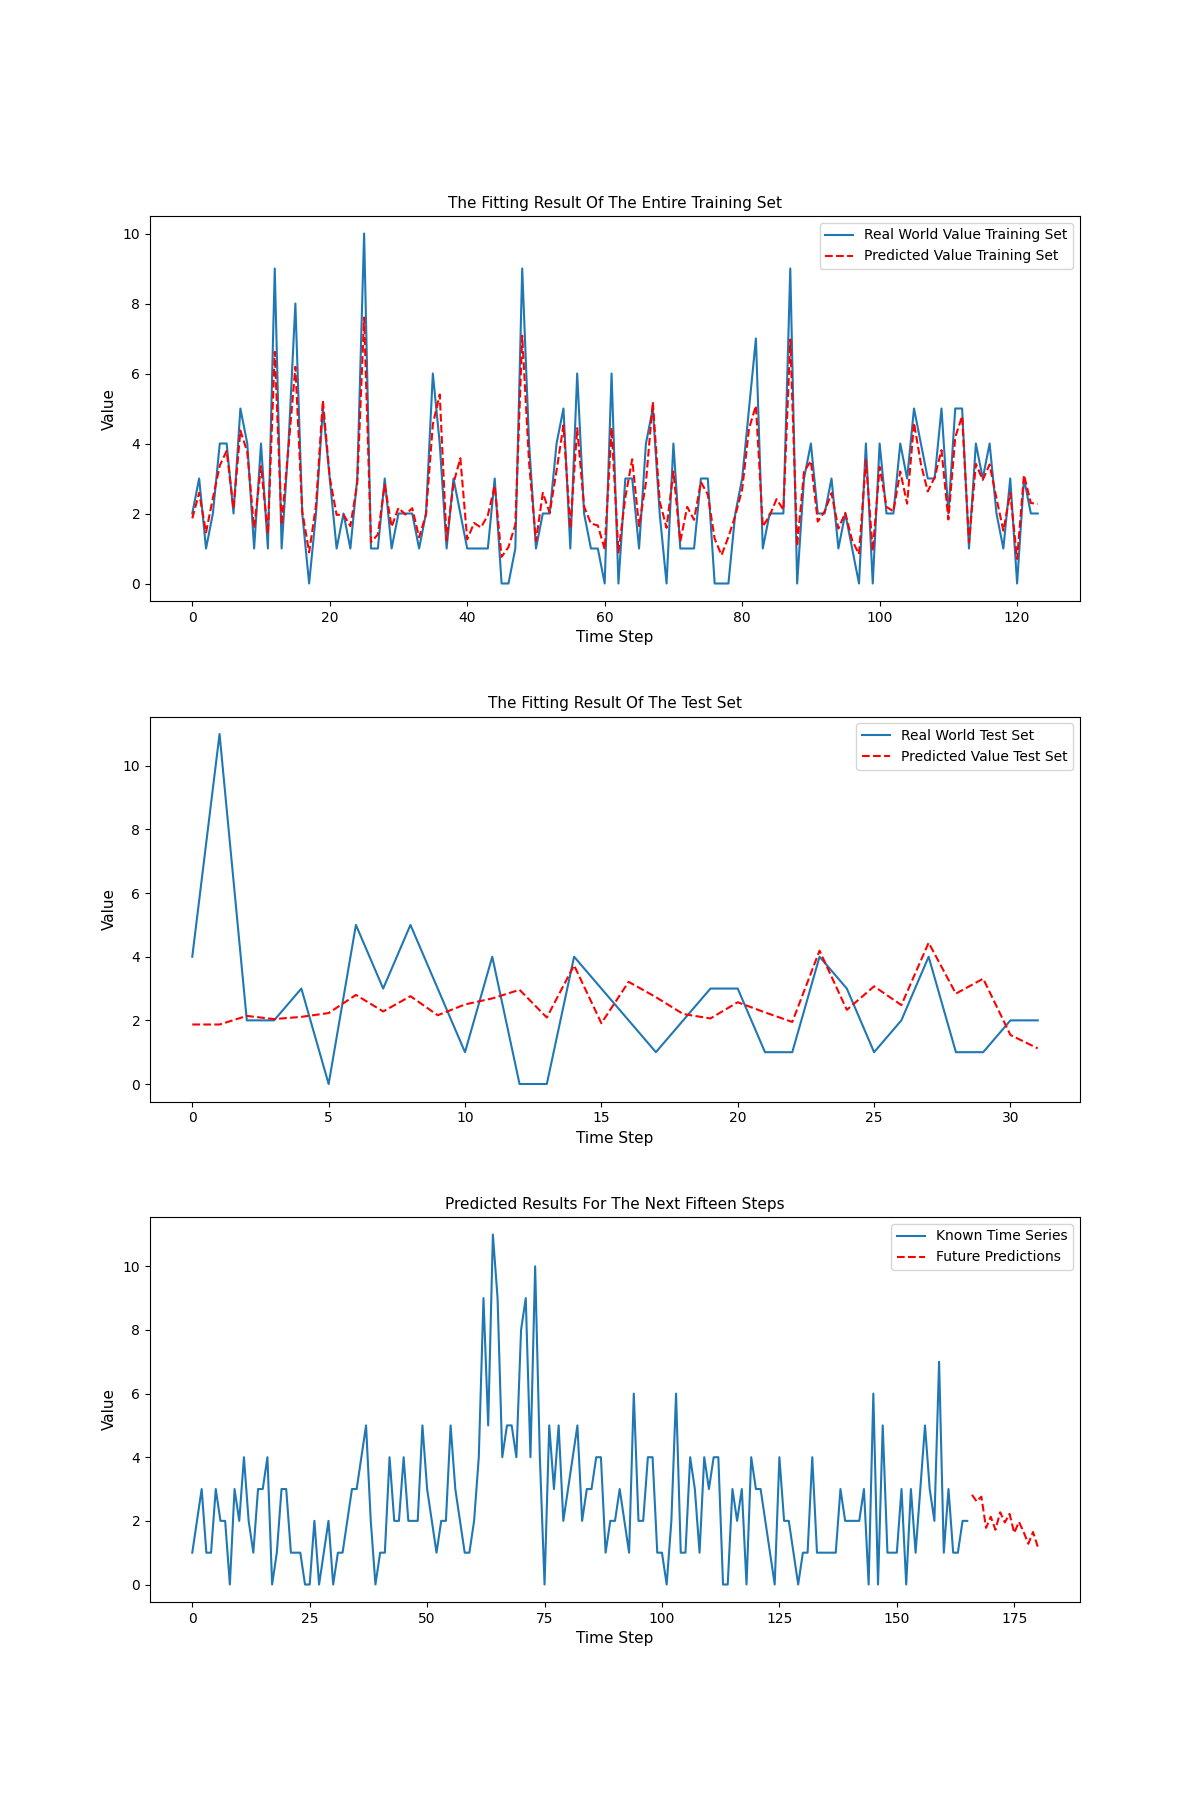 The Fitting Result Of The Entire Training Set
Real World Value Training Set
Predicted Value Training Set
Value
10
8
6
4
2
0
0 20 40 60 80 100 120
Time Step
The Fitting Result Of The Test Set
Real World Test Set
Predicted Value Test Set
Value
10
8
6
4
2
0
0 5 10 15 20 25 30
Time Step
Predicted Results For The Next Fifteen Steps
Known Time Series
Future Predictions
Value
10
8
6
4
2
0
0 25 50 75 100 125 150 175
Time Step